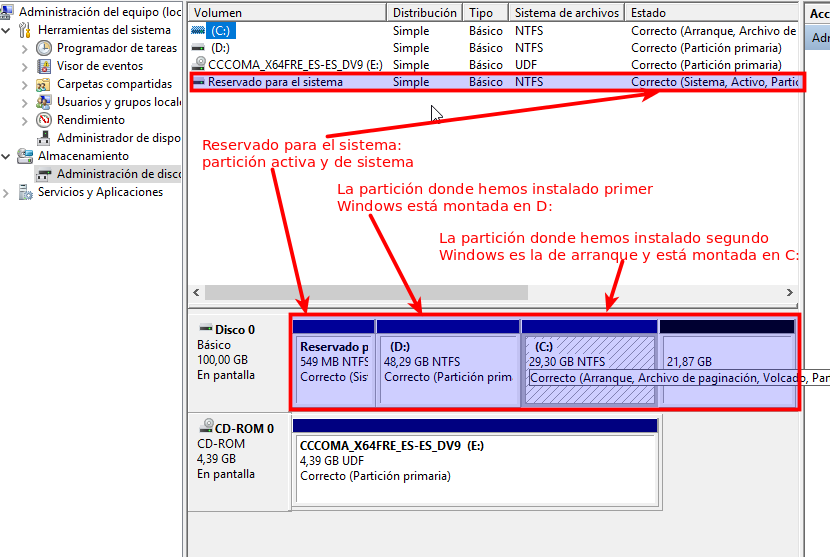 Administración del equipo (loc
Herramientas del sistema
Programador de tareas
Visor de eventos
Carpetas compartidas
Usuarios y grupos locale
Rendimiento
Administrador de dispo
Almacenamiento
Administración de disco
Servicios y Aplicaciones
Volumen Distribución Tipo Sistema de archivos Estado
(C:) Simple Básico NTFS Correcto (Arranque, Archivo de
(D:) Simple Básico NTFS Correcto (Partición primaria)
CCCOMA_X64FRE_ES-ES_DV9 (E:) Simple Básico UDF Correcto (Partición primaria)
Reservado para el sistema Simple Básico NTFS Correcto (Sistema, Activo, Partic
Reservado para el sistema:
partición activa y de sistema
La partición donde hemos instalado primer
Windows está montada en D:
La partición donde hemos instalado segundo
Windows es la de arranque y está montada en C:
Disco 0
Básico
100,00 GB
En pantalla
Reservado p
549 MB NTFS
Correcto (Sis
(D:)
48,29 GB NTFS
Correcto (Partición prim
(C:)
29,30 GB NTFS
Correcto (Arranque, Archivo de paginación, Volcado, Par
21,87 GB
CD-ROM 0
CD-ROM
4,39 GB
En pantalla
CCCOMA_X64FRE_ES-ES_DV9 (E:)
4,39 GB UDF
Correcto (Partición primaria)
Acc
Adm